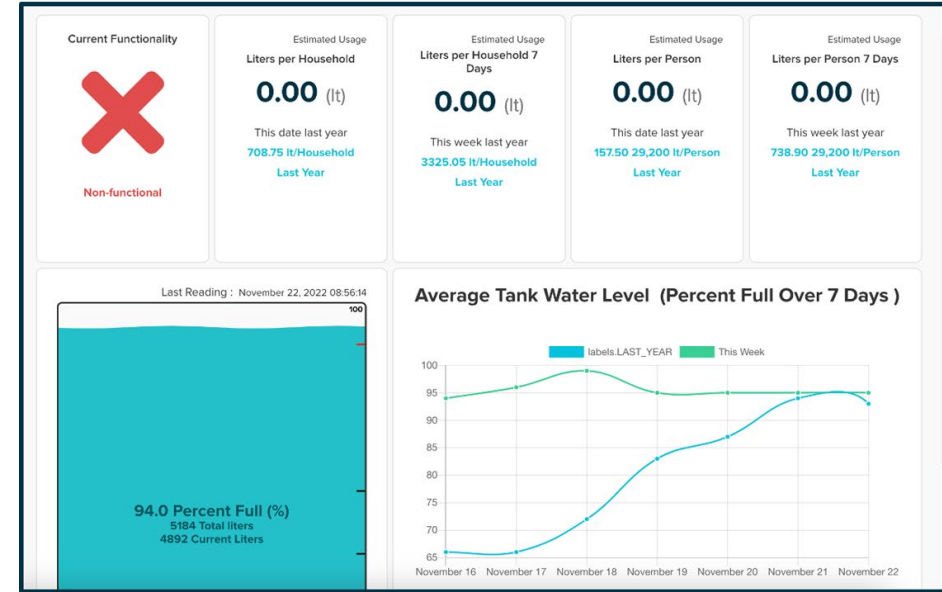 Current Functionality
Non-functional
Estimated Usage
Liters per Household
0.00 (lt)
This date last year
708.75 lt/Household
Last Year
Estimated Usage
Liters per Household 7
Days
0.00 (lt)
This week last year
3325.05 lt/Household
Last Year
Estimated Usage
Liters per Person
0.00 (lt)
This date last year
157.50 29,200 lt/Person
Last Year
Estimated Usage
Liters per Person 7 Days
0.00 (lt)
This week last year
738.90 29,200 lt/Person
Last Year
Last Reading : November 22, 2022 08:56:14
100
94.0 Percent Full (%)
5184 Total liters
4892 Current Liters
Average Tank Water Level (Percent Full Over 7 Days )
labels.LAST_YEAR This Week
100
95
90
85
80
75
70
65
November 16 November 17 November 18 November 19 November 20 November 21 November 22